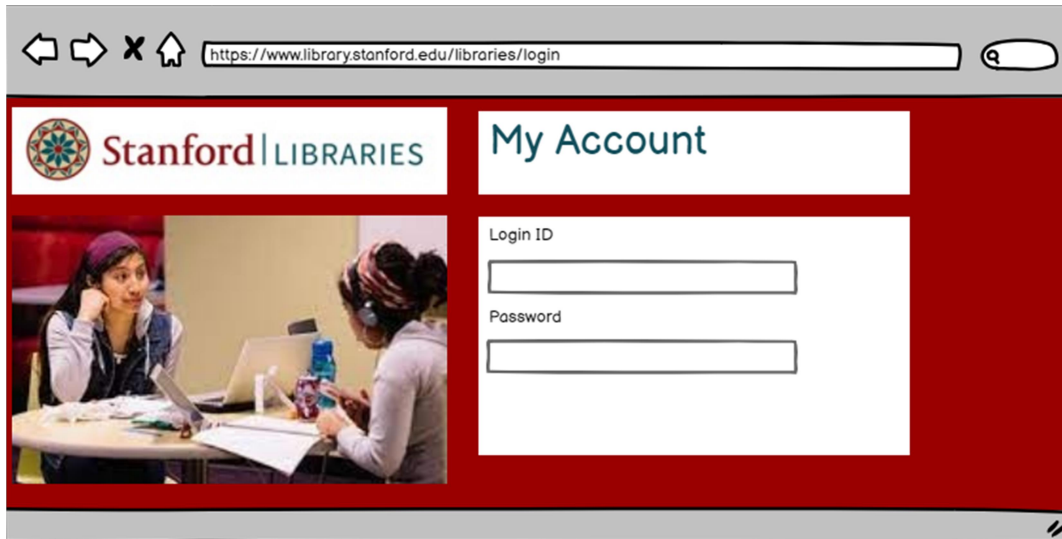 https://www.library.stanford.edu/libraries/login
Stanford | LIBRARIES
My Account
Login ID
Password